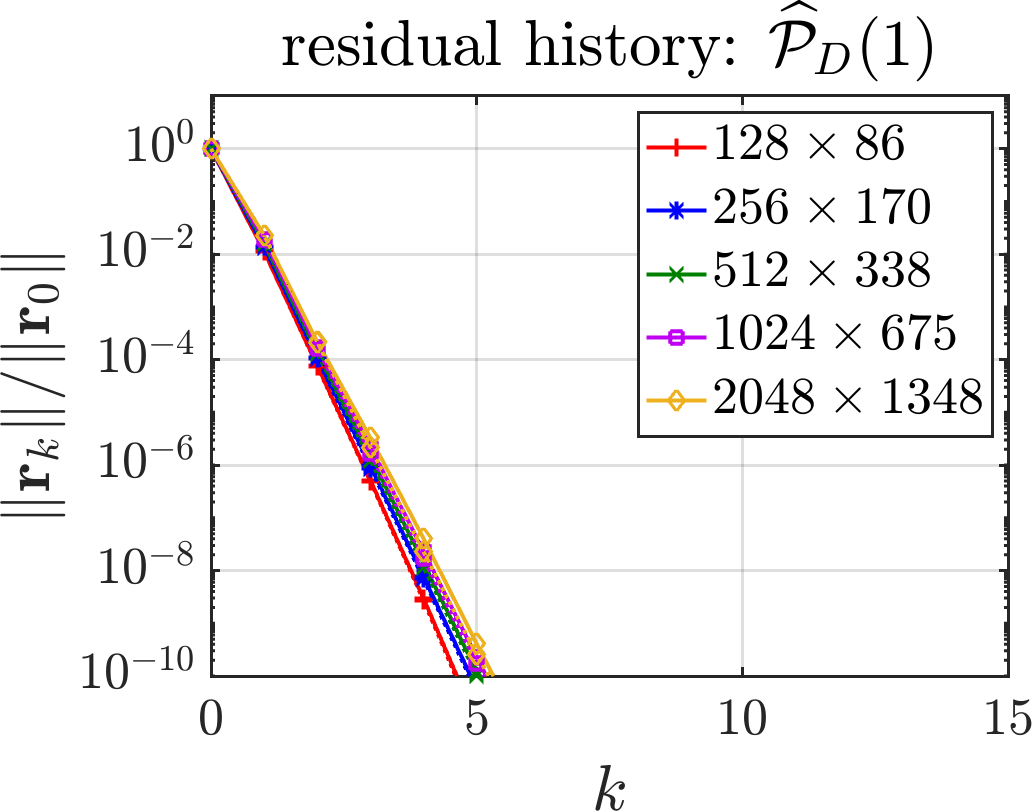 residual history: $\widehat{\mathcal{P}}_D(1)$
128 × 86
256 × 170
512 × 338
1024 × 675
2048 × 1348
$\|\mathbf{r}_k\|/\|\mathbf{r}_0\|$
$10^{0}$
$10^{-2}$
$10^{-4}$
$10^{-6}$
$10^{-8}$
$10^{-10}$
0 5 10 15
$k$